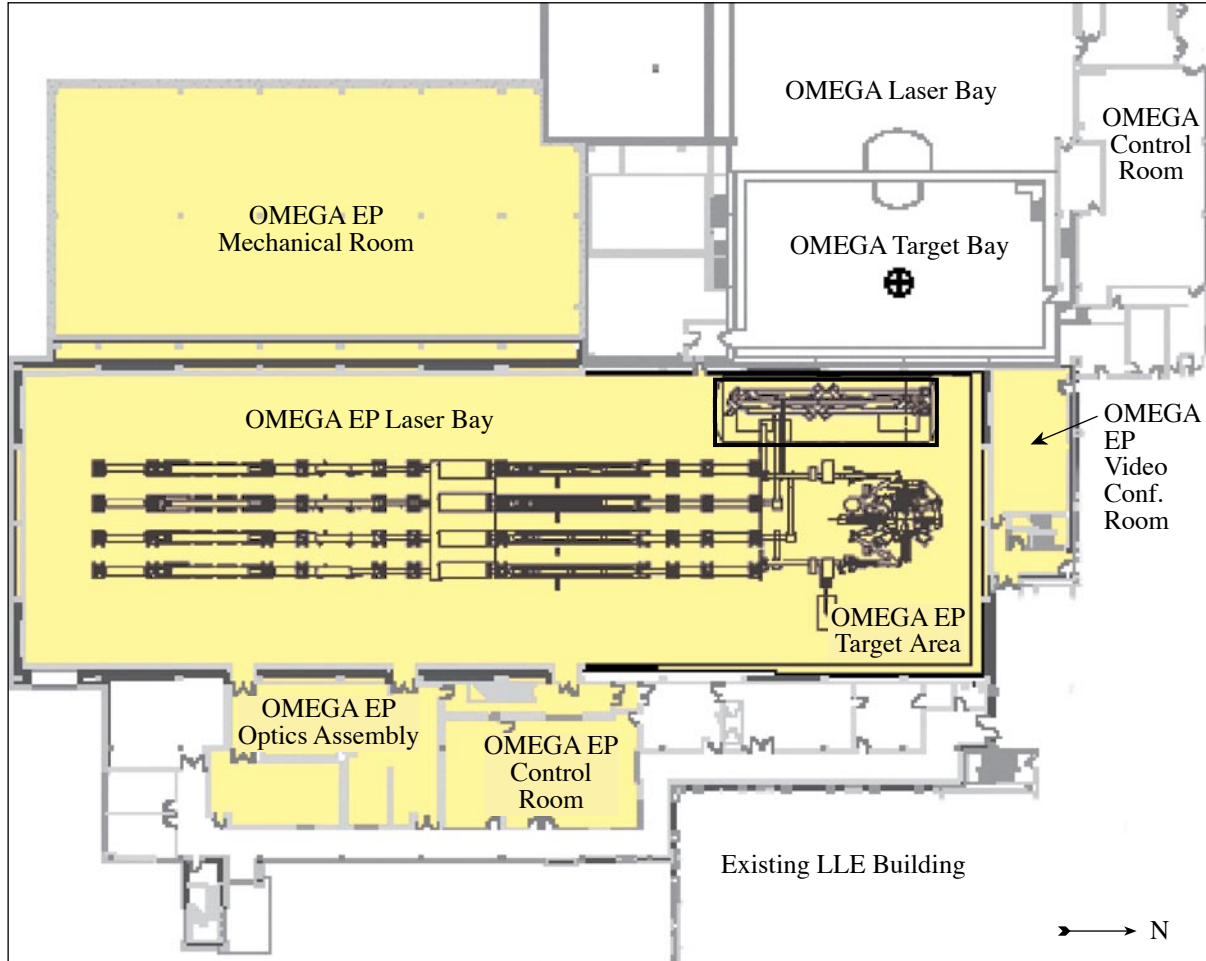 OMEGA Laser Bay
OMEGA
Control
Room
OMEGA EP
Mechanical Room
OMEGA Target Bay
OMEGA EP Laser Bay
OMEGA
EP
Video
Conf.
Room
OMEGA EP
Target Area
OMEGA EP
Optics Assembly
OMEGA EP
Control
Room
Existing LLE Building
N